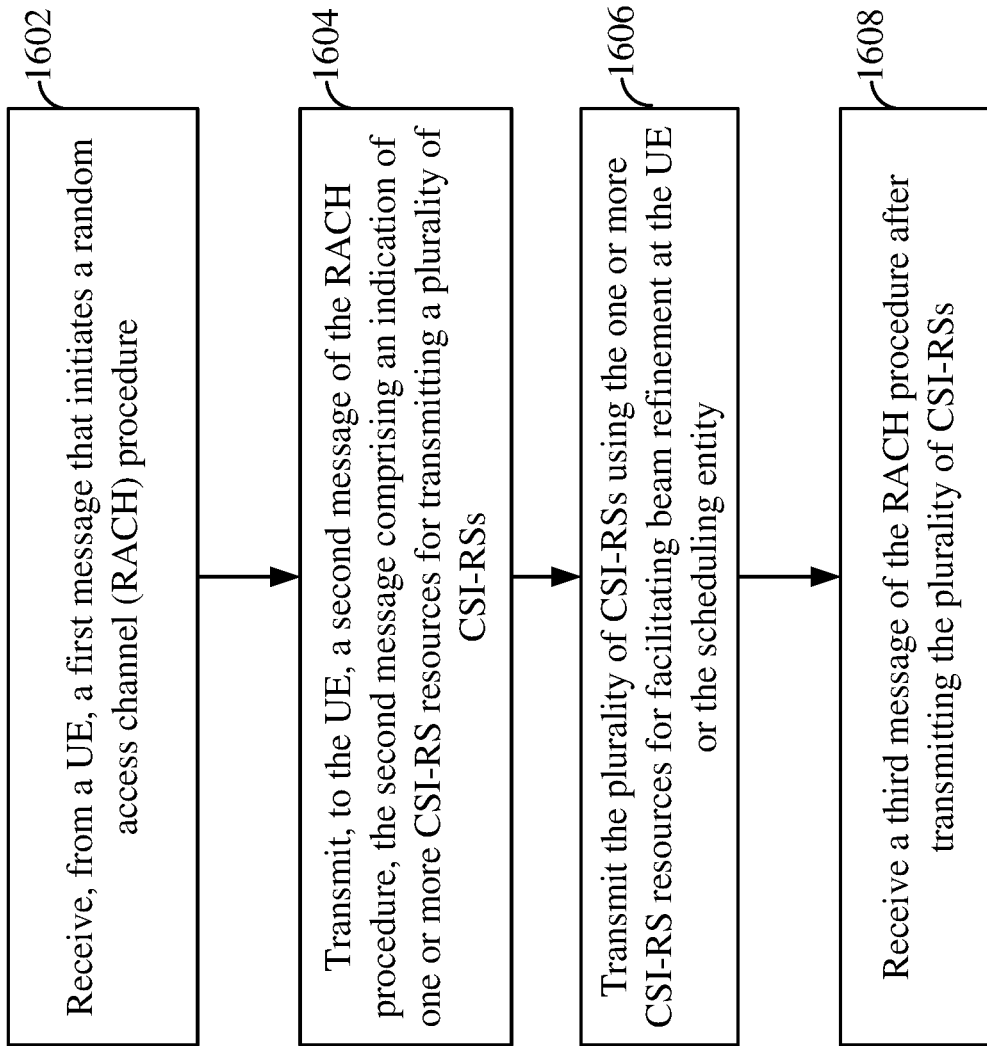 Receive, from a UE, a first message that initiates a random
access channel (RACH) procedure
1602
Transmit, to the UE, a second message of the RACH
procedure, the second message comprising an indication of
one or more CSI-RS resources for transmitting a plurality of
CSI-RSs
1604
Transmit the plurality of CSI-RSs using the one or more
CSI-RS resources for facilitating beam refinement at the UE
or the scheduling entity
1606
Receive a third message of the RACH procedure after
transmitting the plurality of CSI-RSs
1608